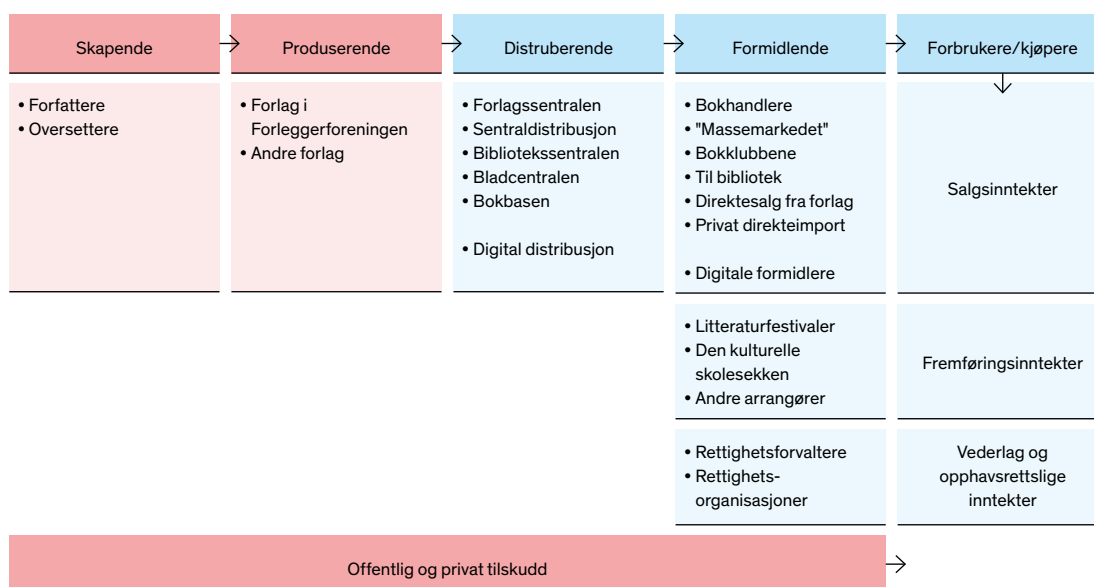 Skapende
Produserende
Distruberende
Formidlende
Forbrukere/kjøpere
• Forfattere
• Oversettere
• Forlag i
Forleggerforeningen
• Andre forlag
• Forlagssentralen
• Sentraldistribusjon
• Bibliotekssentralen
• Bladcentralen
• Bokbasen
• Digital distribusjon
• Bokhandlere
• "Massemarkedet"
• Bokklubbene
• Til bibliotek
• Direktesalg fra forlag
• Privat direkteimport
• Digitale formidlere
Salgsinntekter
• Litteraturfestivaler
• Den kulturelle
skolesekken
• Andre arrangører
Fremføringsinntekter
• Rettighetsforvaltere
• Rettighets-
organisasjoner
Vederlag og
opphavsrettslige
inntekter
Offentlig og privat tilskudd